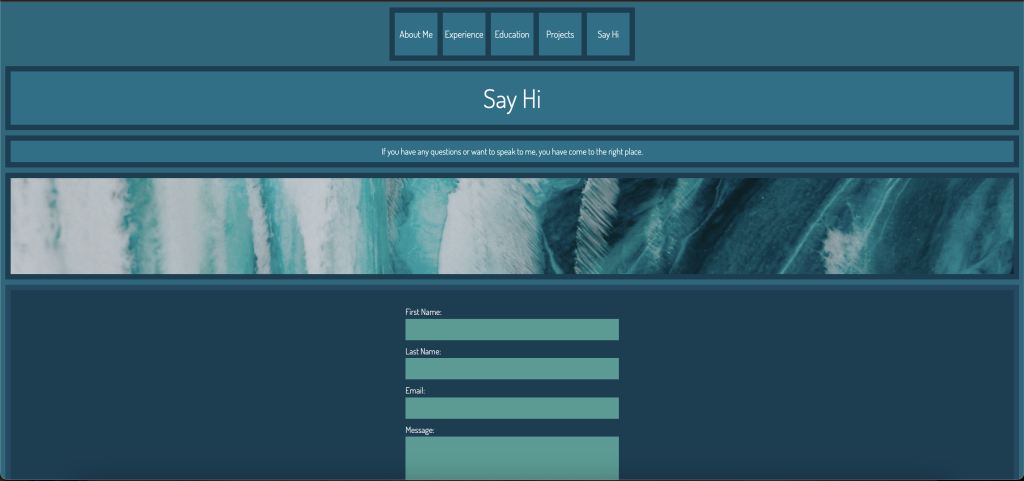 About Me
Experience
Education
Projects
Say Hi
Say Hi
If you have any questions or want to speak to me, you have come to the right place.
First Name:
Last Name:
Email:
Message: